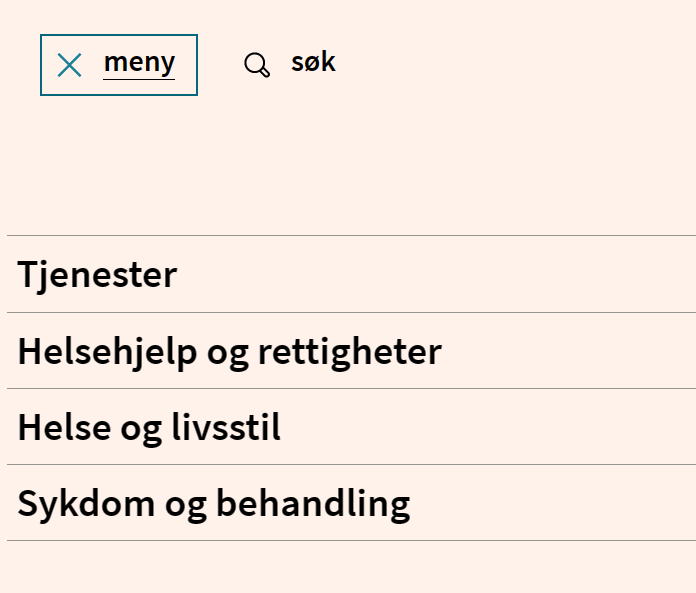 meny søk
Tjenester
Helsehjelp og rettigheter
Helse og livsstil
Sykdom og behandling